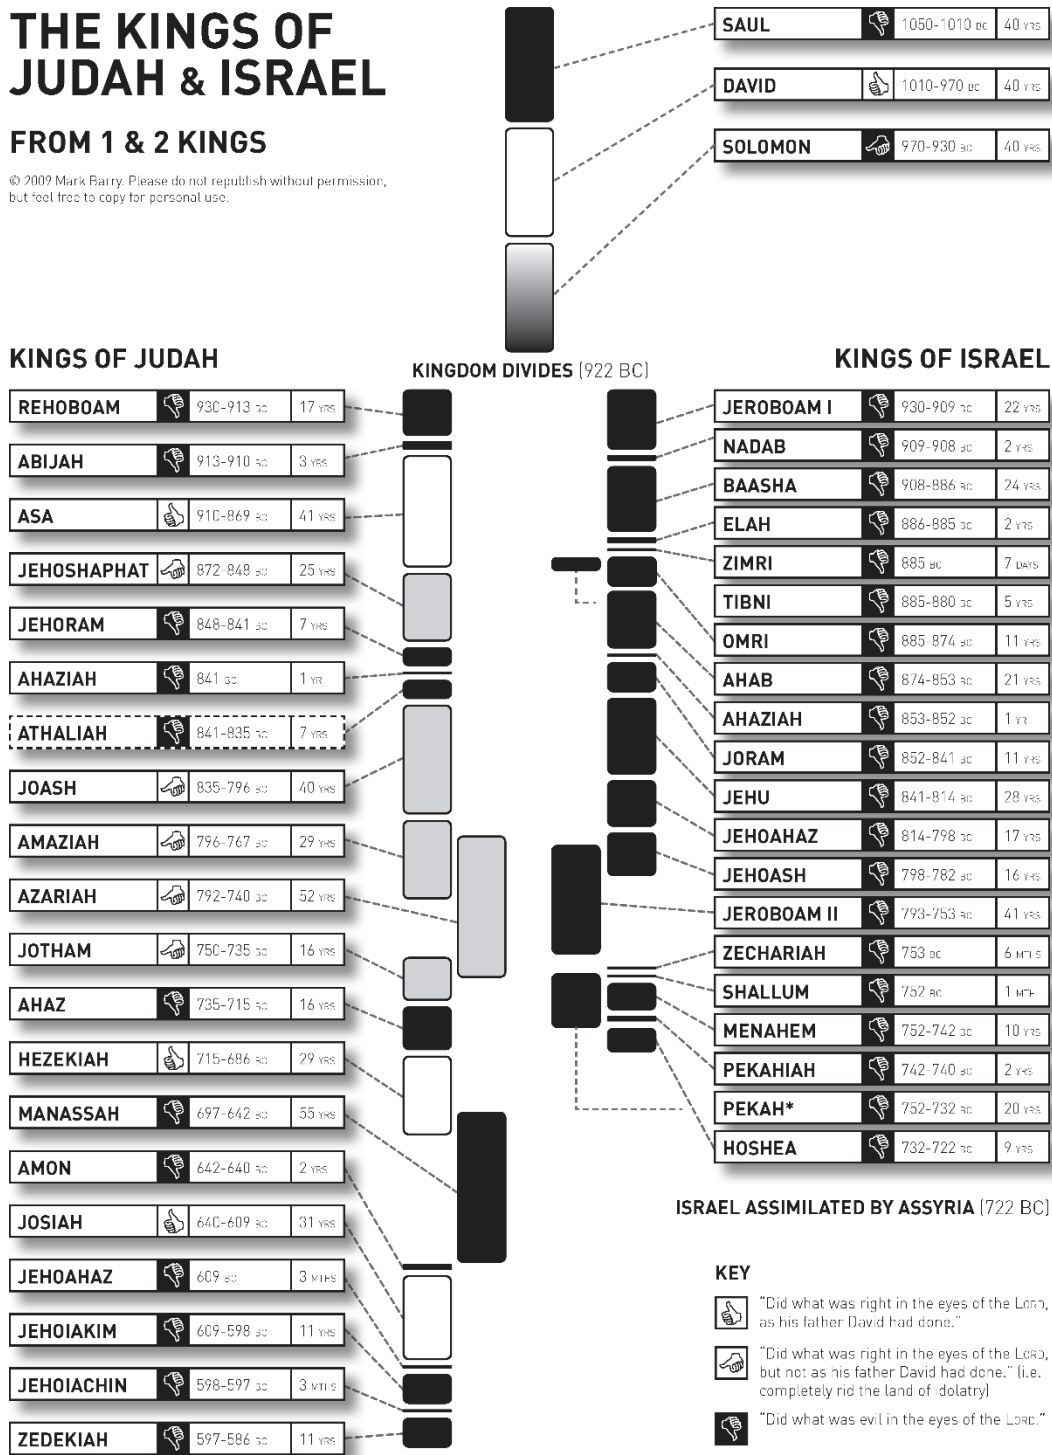 THE KINGS OF
JUDAH & ISRAEL
FROM 1 & 2 KINGS
© 2009 Mark Barry. Please do not republish without permission,
but feel free to copy for personal use.
SAUL 1050-1010 BC 40 YRS
DAVID 1010-970 BC 40 YRS
SOLOMON 970-930 BC 40 YRS
KINGDOM DIVIDES (922 BC)
KINGS OF JUDAH
REHOBOAM 930-913 BC 17 YRS
ABIJAH 913-910 BC 3 YRS
ASA 910-869 BC 41 YRS
JEHOSHAPHAT 872-848 BC 25 YRS
JEHORAM 848-841 BC 7 YRS
AHAZIAH 841 BC 1 YR
ATHALIAH 841-835 BC 7 YRS
JOASH 835-796 BC 40 YRS
AMAZIAH 796-767 BC 29 YRS
AZARIAH 792-740 BC 52 YRS
JOTHAM 750-735 BC 16 YRS
AHAZ 735-715 BC 16 YRS
HEZEKIAH 715-686 BC 29 YRS
MANASSAH 697-642 BC 55 YRS
AMON 642-640 BC 2 YRS
JOSIAH 640-609 BC 31 YRS
JEHOAHAZ 609 BC 3 MTHS
JEHOIAKIM 609-598 BC 11 YRS
JEHOIACHIN 598-597 BC 3 MTHS
ZEDEKIAH 597-586 BC 11 YRS
KINGS OF ISRAEL
JEROBOAM I 930-909 BC 22 YRS
NADAB 909-908 BC 2 YRS
BAASHA 908-886 BC 24 YRS
ELAH 886-885 BC 2 YRS
ZIMRI 885 BC 7 DAYS
TIBNI 885-880 BC 5 YRS
OMRI 885-874 BC 11 YRS
AHAB 874-853 BC 21 YRS
AHAZIAH 853-852 BC 1 YR
JORAM 852-841 BC 11 YRS
JEHU 841-814 BC 28 YRS
JEHOAHAZ 814-798 BC 17 YRS
JEHOASH 798-782 BC 16 YRS
JEROBOAM II 793-753 BC 41 YRS
ZECHARIAH 753 BC 6 MTHS
SHALLUM 752 BC 1 MTH
MENAHEM 752-742 BC 10 YRS
PEKAHIAH 742-740 BC 2 YRS
PEKAH* 752-732 BC 20 YRS
HOSHEA 732-722 BC 9 YRS
ISRAEL ASSIMILATED BY ASSYRIA (722 BC)
KEY
"Did what was right in the eyes of the LORD,
as his father David had done."
"Did what was right in the eyes of the LORD,
but not as his father David had done." (i.e.
completely rid the land of idolatry)
"Did what was evil in the eyes of the LORD."